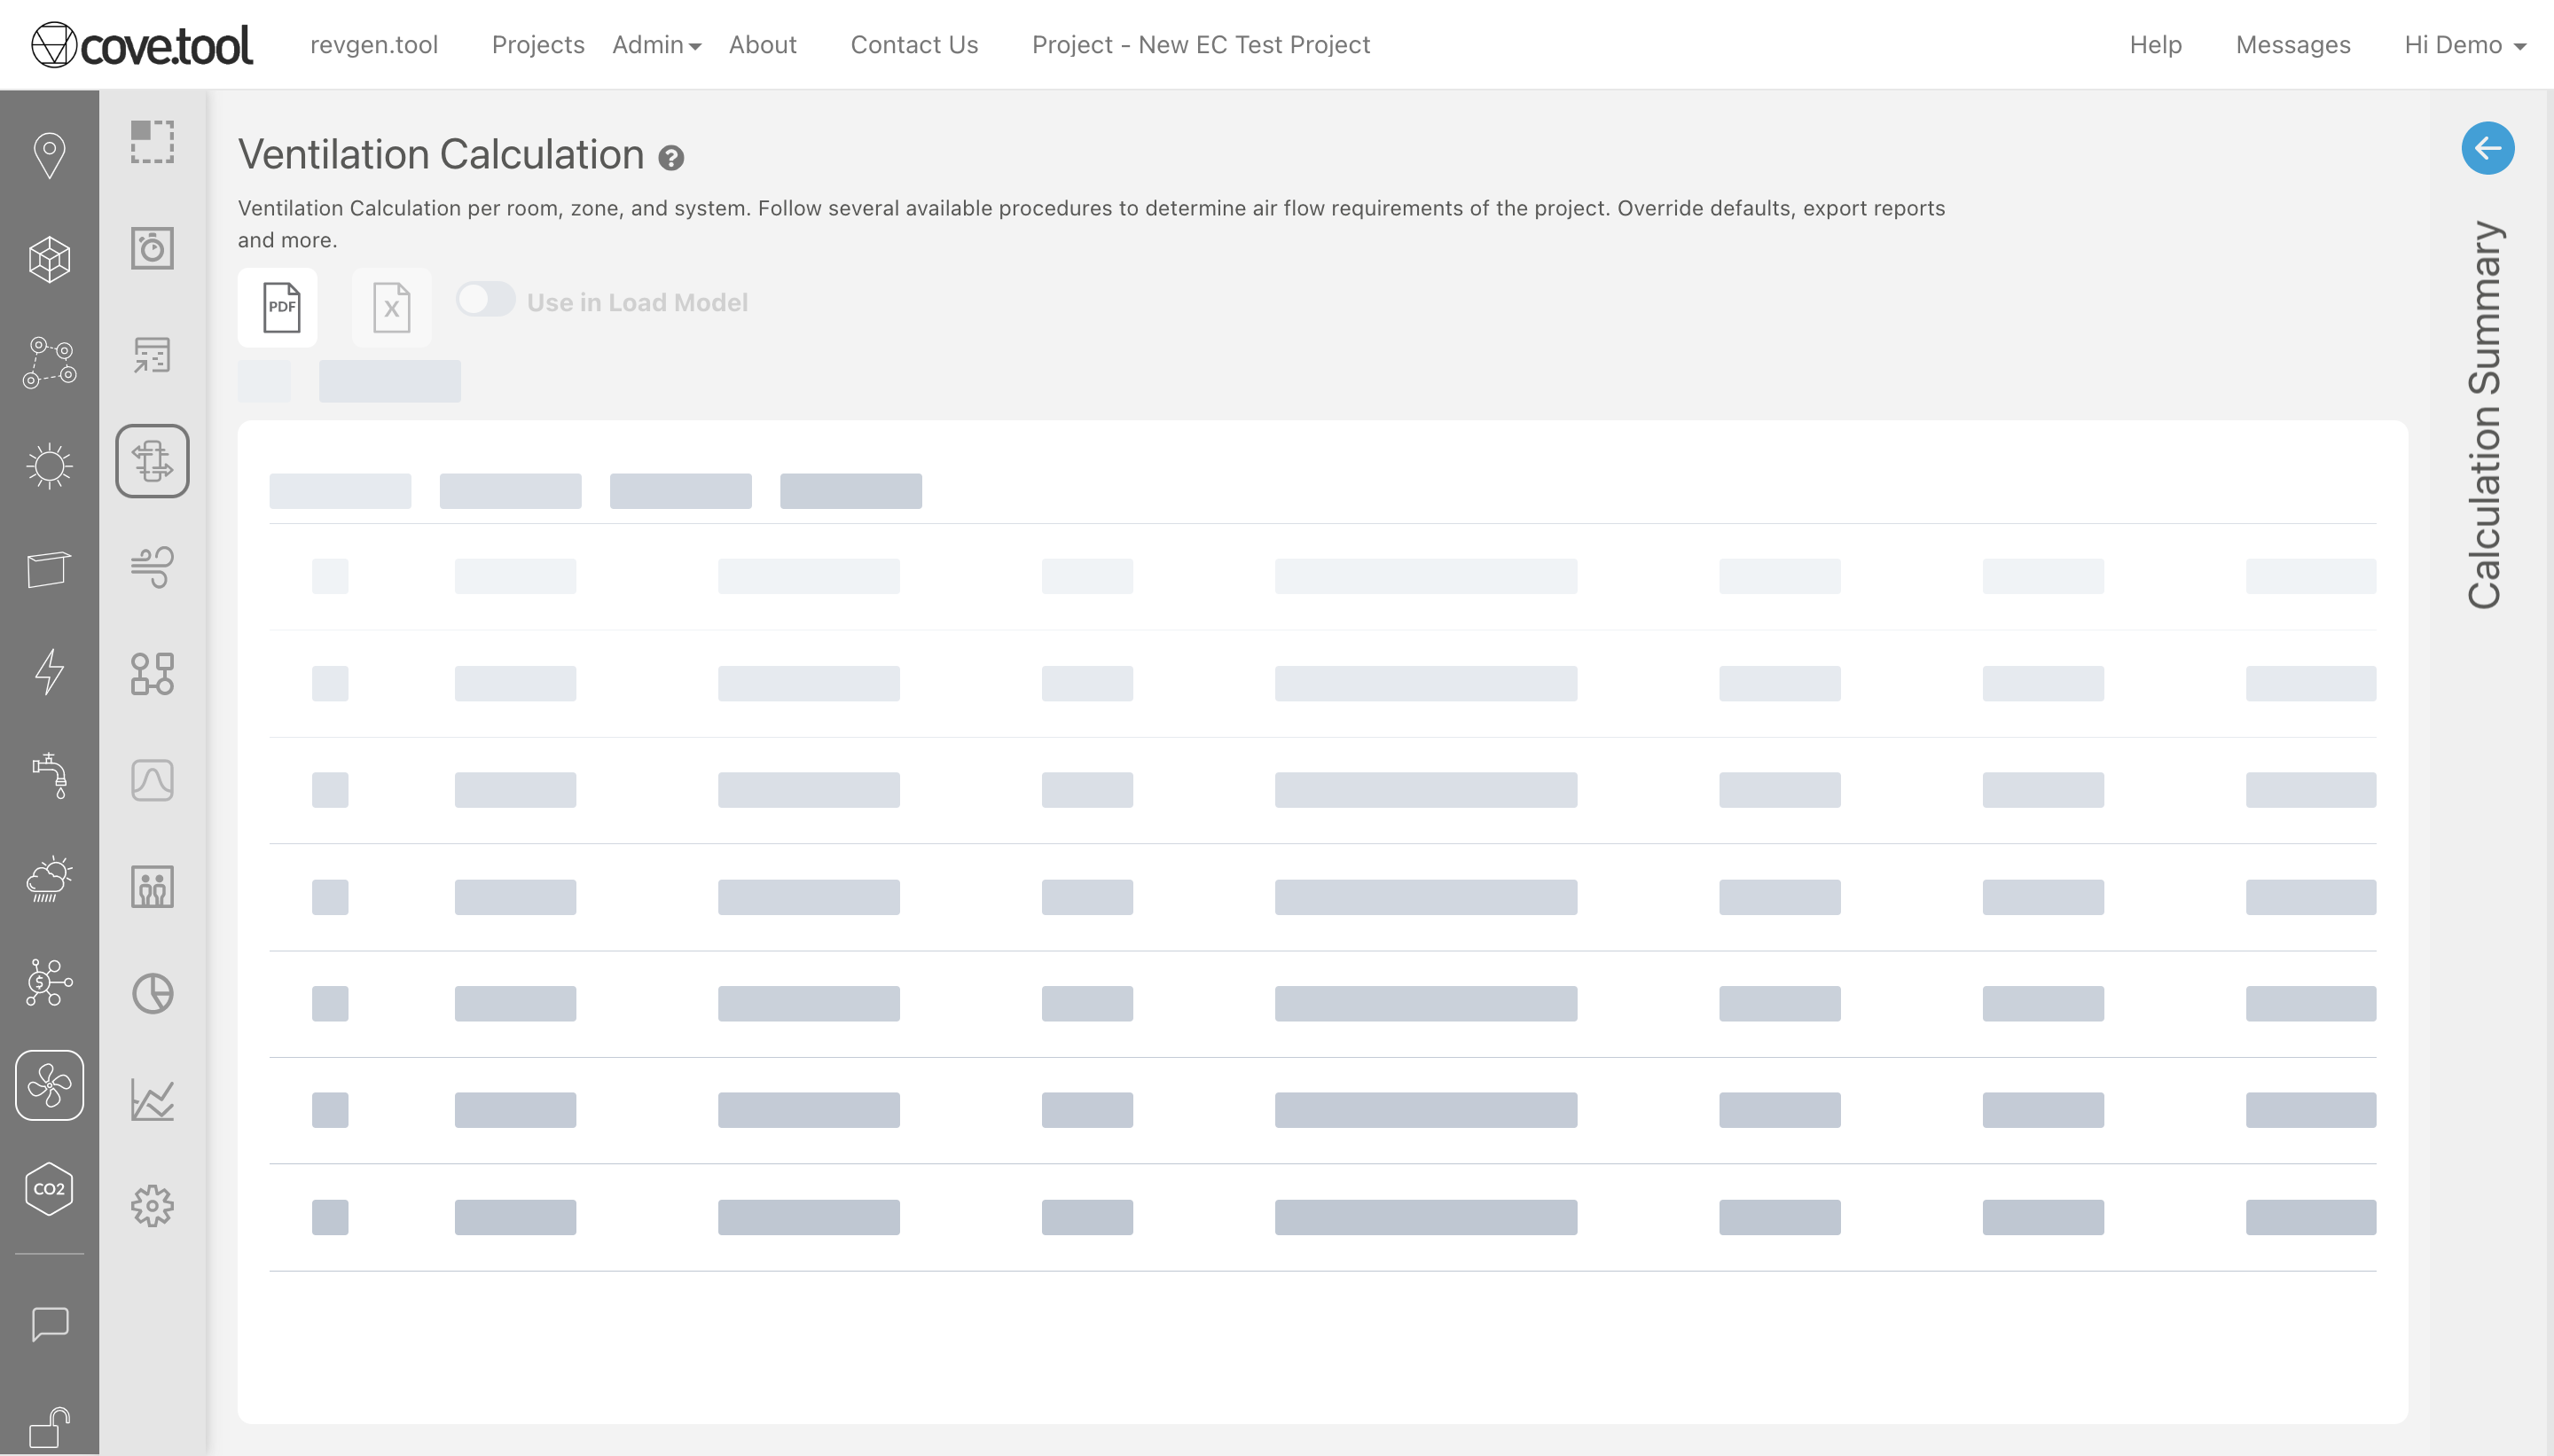 cove.tool
revgen.tool
Projects
Admin
About
Contact Us
Project - New EC Test Project
Help
Messages
Hi Demo
Ventilation Calculation ?
Ventilation Calculation per room, zone, and system. Follow several available procedures to determine air flow requirements of the project. Override defaults, export reports
and more.
PDF
X
Use in Load Model
Calculation Summary
$
CO2